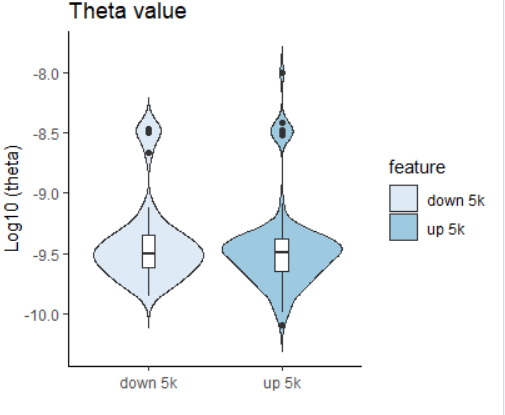 Theta value
-8.0
-8.5
-9.0
-9.5
-10.0
Log10 (theta)
down 5k
up 5k
feature
down 5k
up 5k